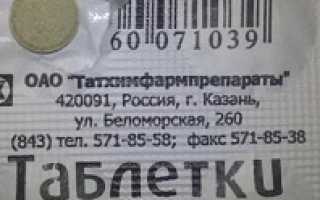 60 071039
ОАО "Татхимфармпрепараты"
420091, Россия, г. Казань,
ул. Беломорская, 260
(843) тел. 571-85-58; факс 571-85-38
Таблетки